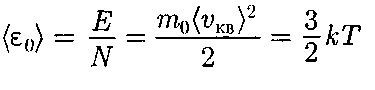 ⟨ε₀⟩ = E/N = m₀⟨v_кв⟩²/2 = 3/2 kT